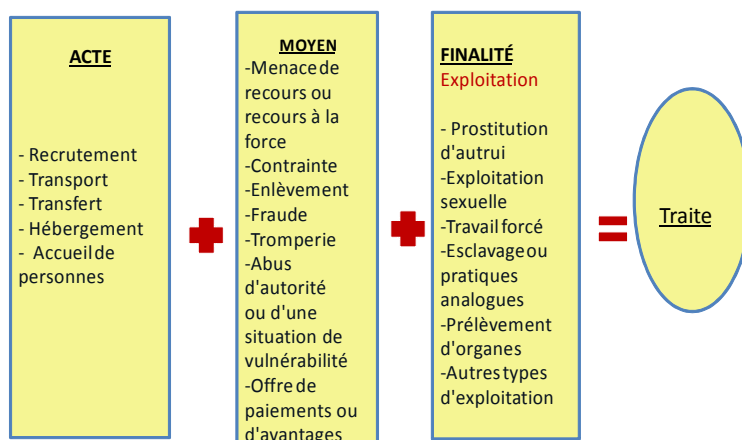 ACTE
- Recrutement
- Transport
- Transfert
- Hébergement
- Accueil de
personnes
MOYEN
-Menace de
recours ou
recours à la
force
-Contrainte
-Enlèvement
-Fraude
-Tromperie
-Abus
d'autorité
ou d'une
situation de
vulnérabilité
-Offre de
paiements ou
d'avantages
FINALITÉ
Exploitation
- Prostitution
d'autrui
-Exploitation
sexuelle
-Travail forcé
-Esclavage ou
pratiques
analogues
-Prélèvement
d'organes
-Autres types
d'exploitation
Traite